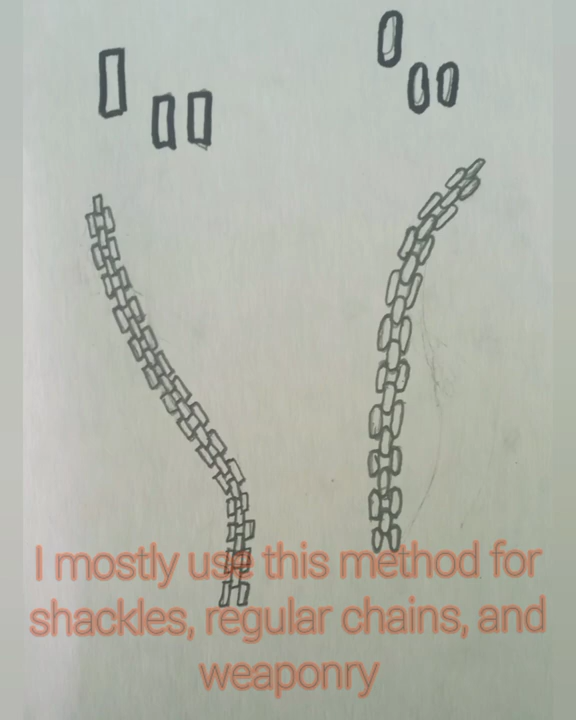 I mostly use this method for
shackles, regular chains, and
weaponry